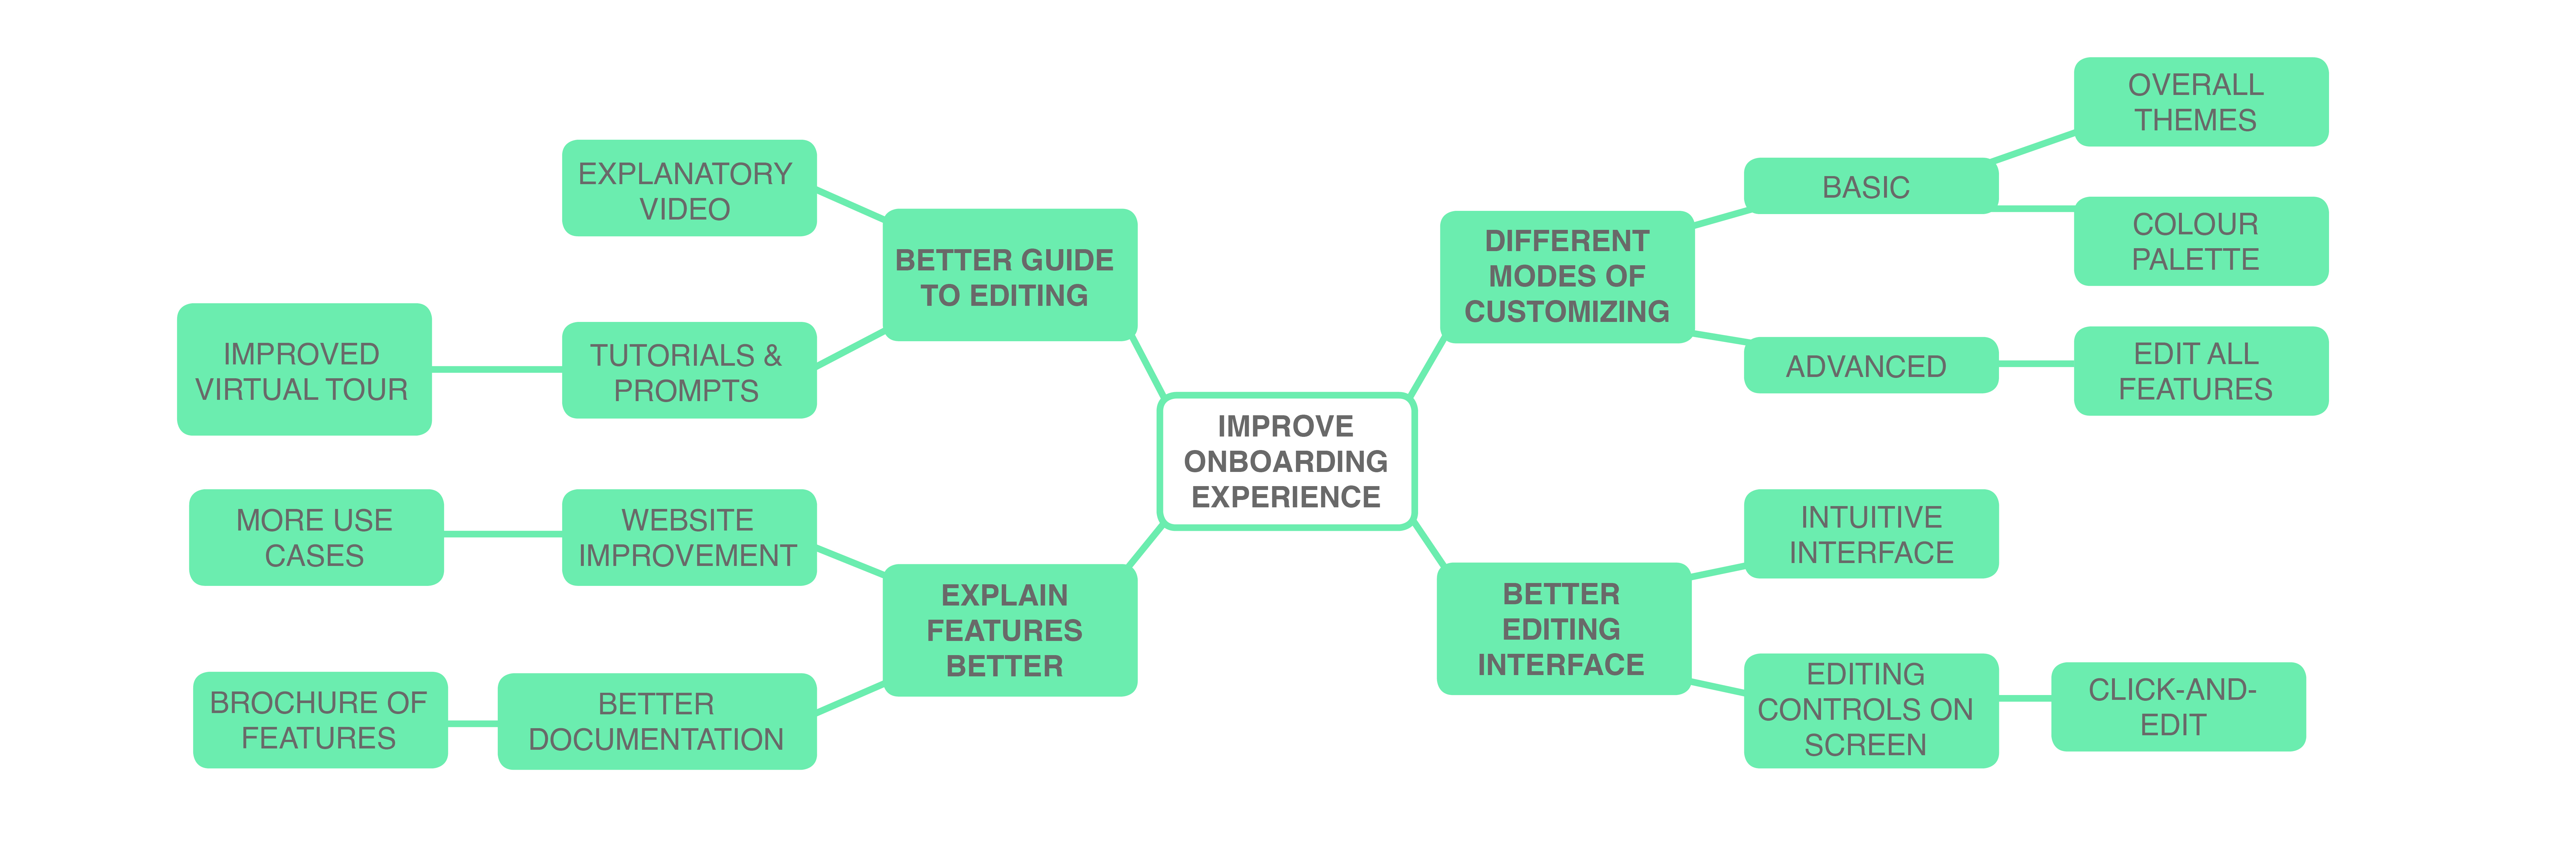 OVERALL
THEMES
EXPLANATORY
VIDEO
BASIC
COLOUR
PALETTE
BETTER GUIDE
TO EDITING
DIFFERENT
MODES OF
CUSTOMIZING
IMPROVED
VIRTUAL TOUR
TUTORIALS &
PROMPTS
ADVANCED
EDIT ALL
FEATURES
IMPROVE
ONBOARDING
EXPERIENCE
MORE USE
CASES
WEBSITE
IMPROVEMENT
INTUITIVE
INTERFACE
EXPLAIN
FEATURES
BETTER
BETTER
EDITING
INTERFACE
BROCHURE OF
FEATURES
BETTER
DOCUMENTATION
EDITING
CONTROLS ON
SCREEN
CLICK-AND-
EDIT